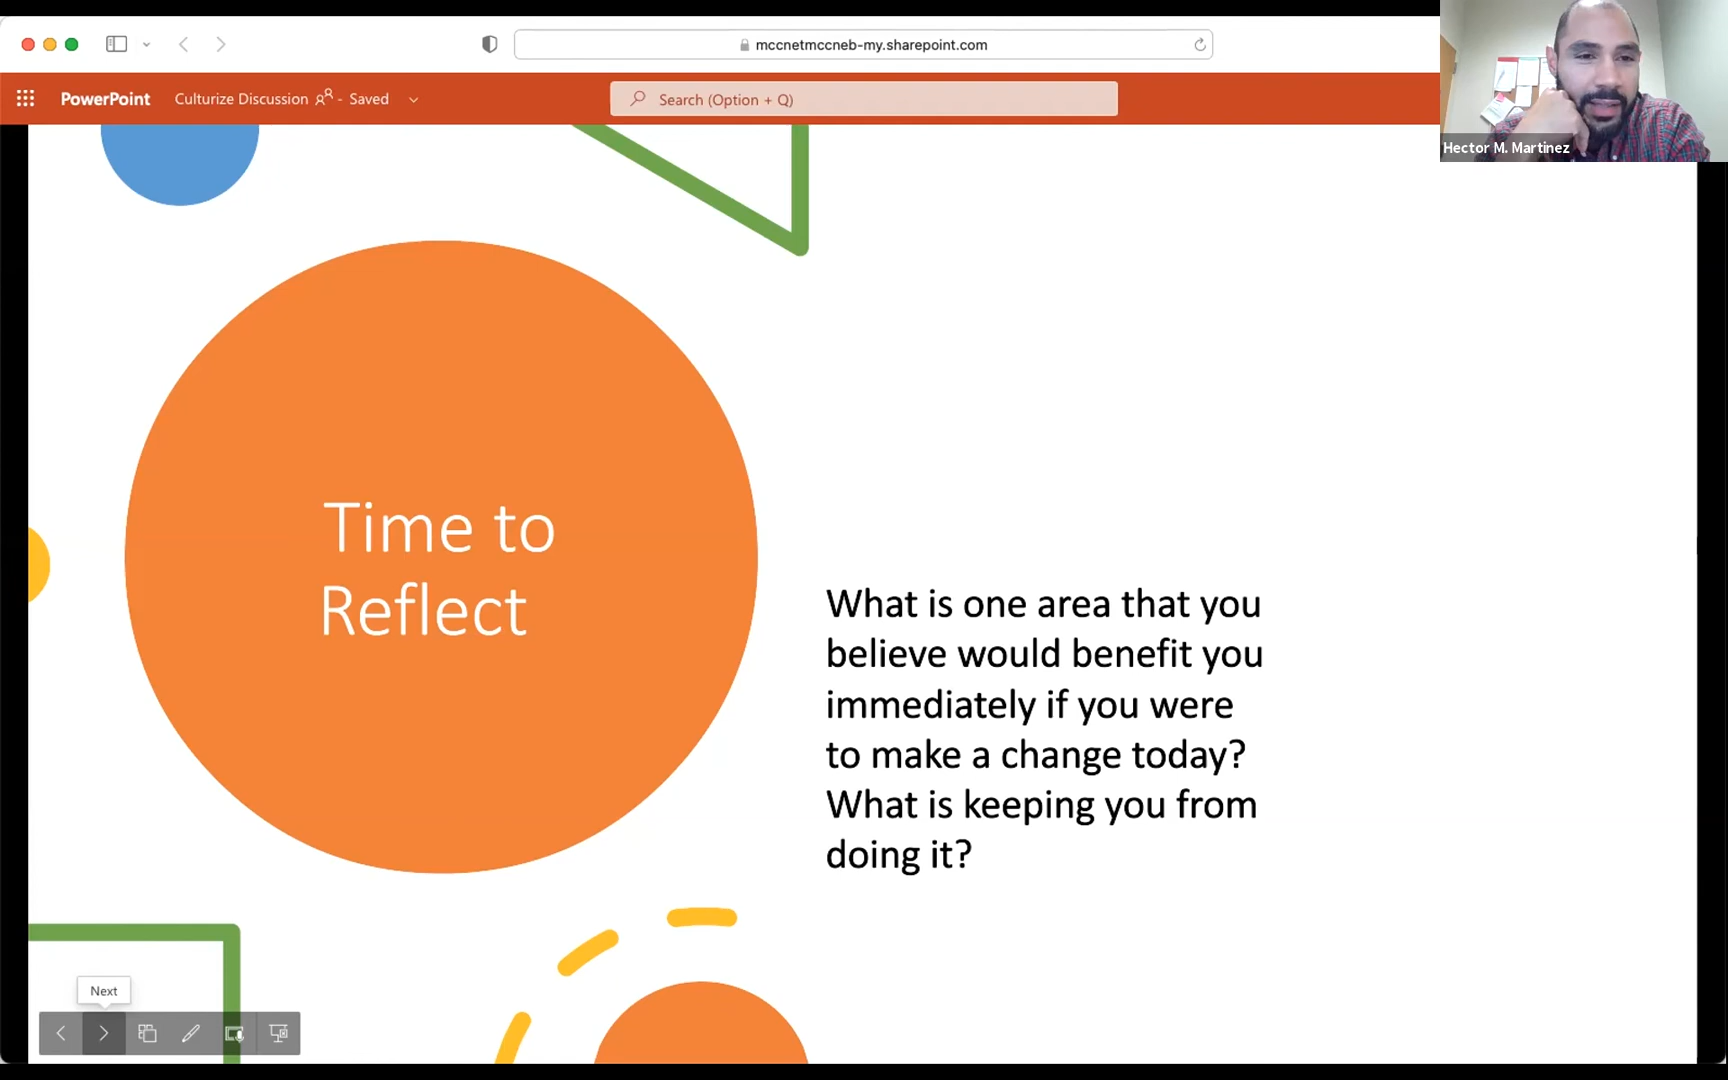 mccnetmccneb-my.sharepoint.com
PowerPoint
Culturize Discussion - Saved
Search (Option + Q)
Hector M. Martinez
Time to
Reflect
What is one area that you
believe would benefit you
immediately if you were
to make a change today?
What is keeping you from
doing it?
Next